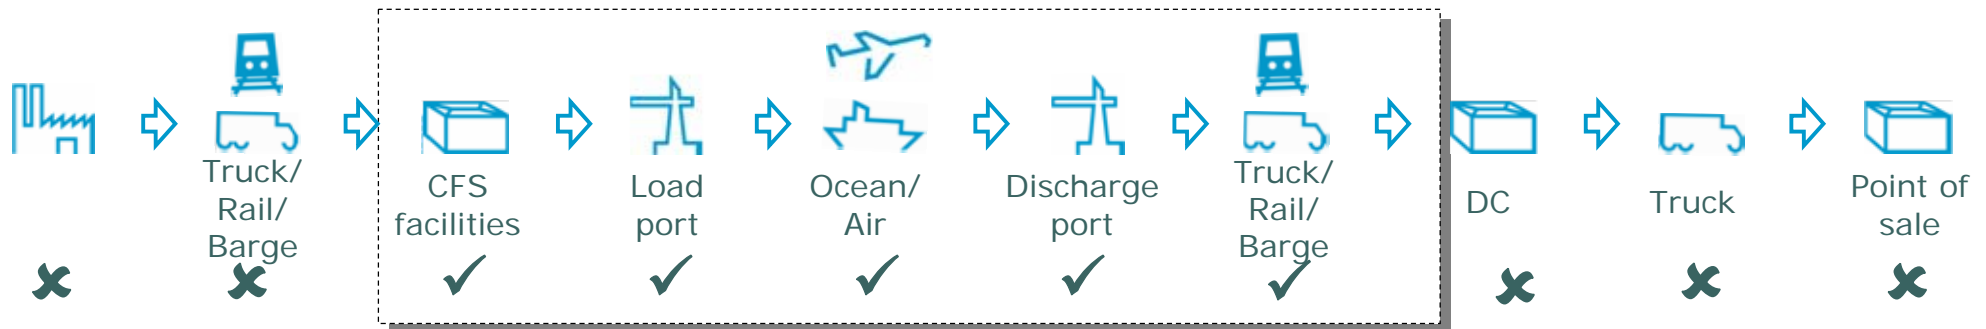 Truck/
Rail/
Barge
CFS
facilities
Load
port
Ocean/
Air
Discharge
port
Truck/
Rail/
Barge
DC
Truck
Point of
sale